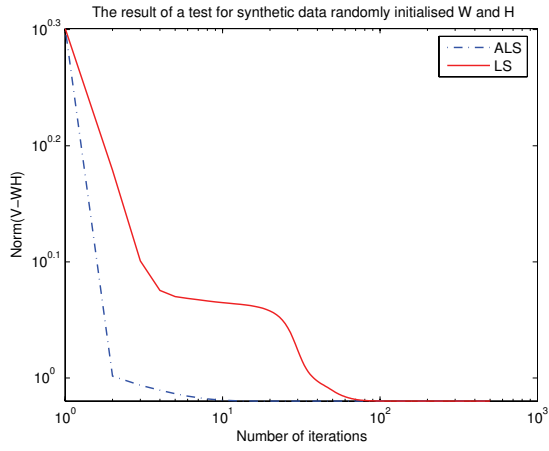 The result of a test for synthetic data randomly initialised W and H
10^0.3
10^0.2
10^0.1
10^0
Norm(V−WH)
ALS
LS
10^0 10^1 10^2 10^3
Number of iterations